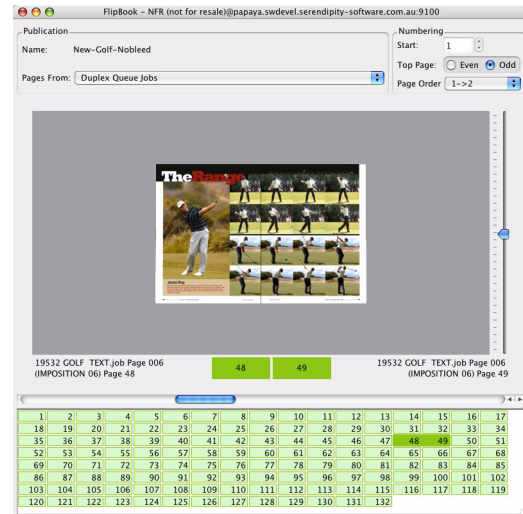 FlipBook - NFR (not for resale)@papaya.swdevel.serendipity-software.com.au:9100
Publication
Name: New-Golf-Nobleed
Pages From: Duplex Queue Jobs
Numbering
Start: 1
Top Page: Even Odd
Page Order 1->2
The Range
19532 GOLF TEXT.job Page 006
(IMPOSITION 06) Page 48
48 49
19532 GOLF TEXT.job Page 006
(IMPOSITION 06) Page 49
1 2 3 4 5 6 7 8 9 10 11 12 13 14 15 16 17
18 19 20 21 22 23 24 25 26 27 28 29 30 31 32 33 34
35 36 37 38 39 40 41 42 43 44 45 46 47 48 49 50 51
52 53 54 55 56 57 58 59 60 61 62 63 64 65 66 67 68
69 70 71 72 73 74 75 76 77 78 79 80 81 82 83 84 85
86 87 88 89 90 91 92 93 94 95 96 97 98 99 100 101 102
103 104 105 106 107 108 109 110 111 112 113 114 115 116 117 118 119
120 121 122 123 124 125 126 127 128 129 130 131 132